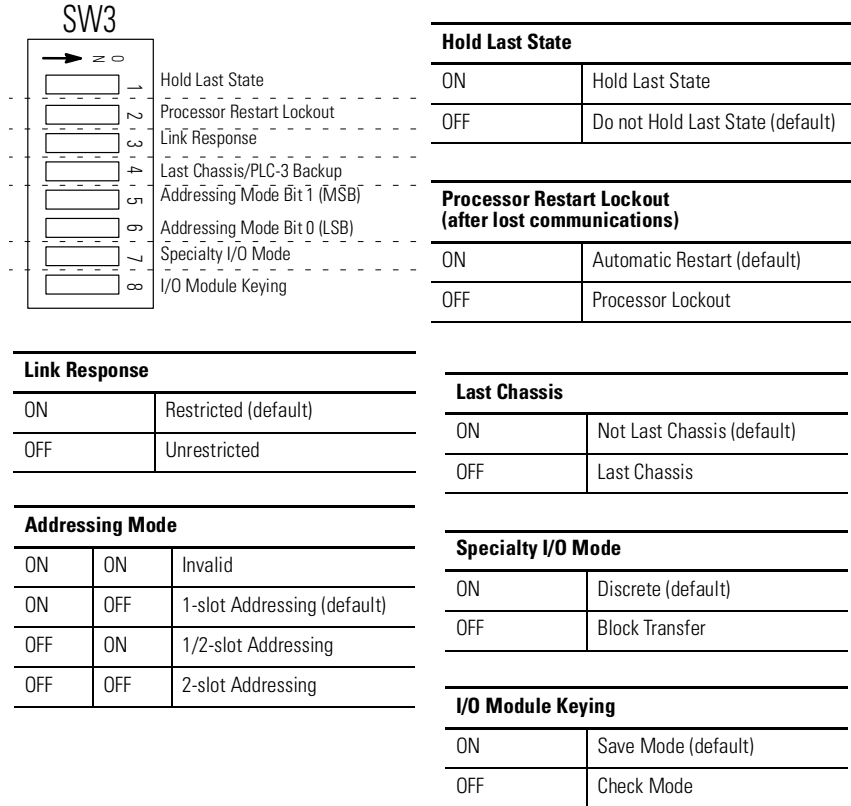 SW3
O N
1 Hold Last State
2 Processor Restart Lockout
3 Link Response
4 Last Chassis/PLC-3 Backup
5 Addressing Mode Bit 1 (MSB)
6 Addressing Mode Bit 0 (LSB)
7 Specialty I/O Mode
8 I/O Module Keying
Hold Last State
ON Hold Last State
OFF Do not Hold Last State (default)
Processor Restart Lockout
(after lost communications)
ON Automatic Restart (default)
OFF Processor Lockout
Link Response
ON Restricted (default)
OFF Unrestricted
Addressing Mode
ON ON Invalid
ON OFF 1-slot Addressing (default)
OFF ON 1/2-slot Addressing
OFF OFF 2-slot Addressing
Last Chassis
ON Not Last Chassis (default)
OFF Last Chassis
Specialty I/O Mode
ON Discrete (default)
OFF Block Transfer
I/O Module Keying
ON Save Mode (default)
OFF Check Mode